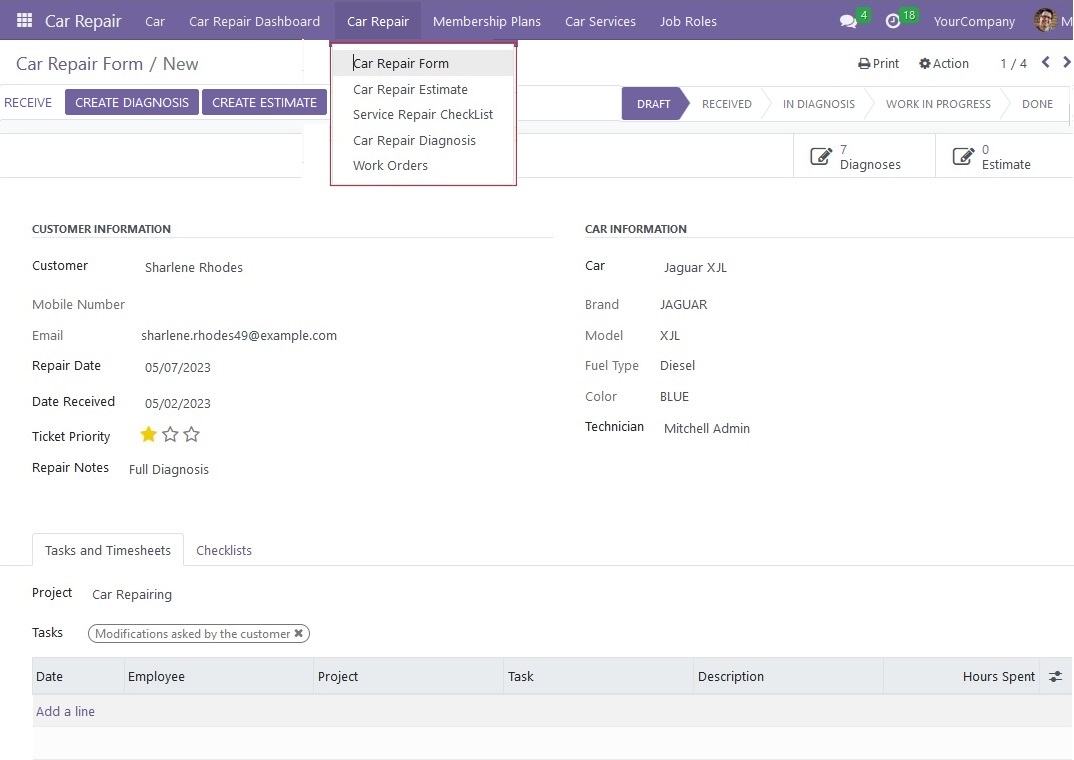 Car Repair Car Car Repair Dashboard Car Repair Membership Plans Car Services Job Roles 4 18 YourCompany M
Car Repair Form / New Print Action 1 / 4
RECEIVE CREATE DIAGNOSIS CREATE ESTIMATE DRAFT RECEIVED IN DIAGNOSIS WORK IN PROGRESS DONE
Car Repair Form
Car Repair Estimate
Service Repair CheckList
Car Repair Diagnosis
Work Orders
7 Diagnoses
0 Estimate
CUSTOMER INFORMATION
Customer Sharlene Rhodes
Mobile Number
Email sharlene.rhodes49@example.com
Repair Date 05/07/2023
Date Received 05/02/2023
Ticket Priority
Repair Notes Full Diagnosis
CAR INFORMATION
Car Jaguar XJL
Brand JAGUAR
Model XJL
Fuel Type Diesel
Color BLUE
Technician Mitchell Admin
Tasks and Timesheets Checklists
Project Car Repairing
Tasks Modifications asked by the customer
Date Employee Project Task Description Hours Spent
Add a line